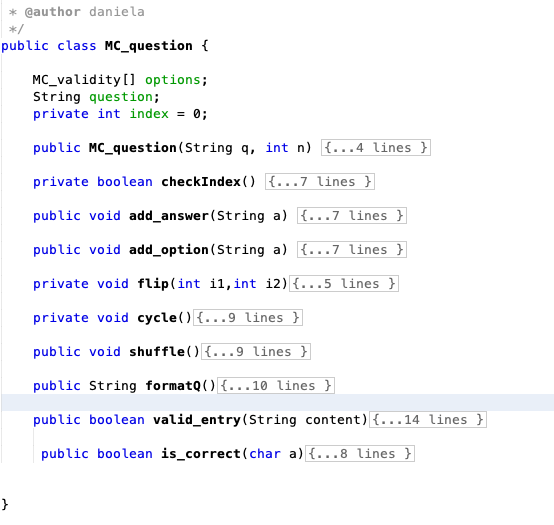 * @author daniela
*/
public class MC_question {
MC_validity[] options;
String question;
private int index = 0;
public MC_question(String q, int n) {...4 lines }
private boolean checkIndex() {...7 lines }
public void add_answer(String a) {...7 lines }
public void add_option(String a) {...7 lines }
private void flip(int i1,int i2){...5 lines }
private void cycle(){...9 lines }
public void shuffle(){...9 lines }
public String formatQ(){...10 lines }
public boolean valid_entry(String content){...14 lines }
public boolean is_correct(char a){...8 lines }
}